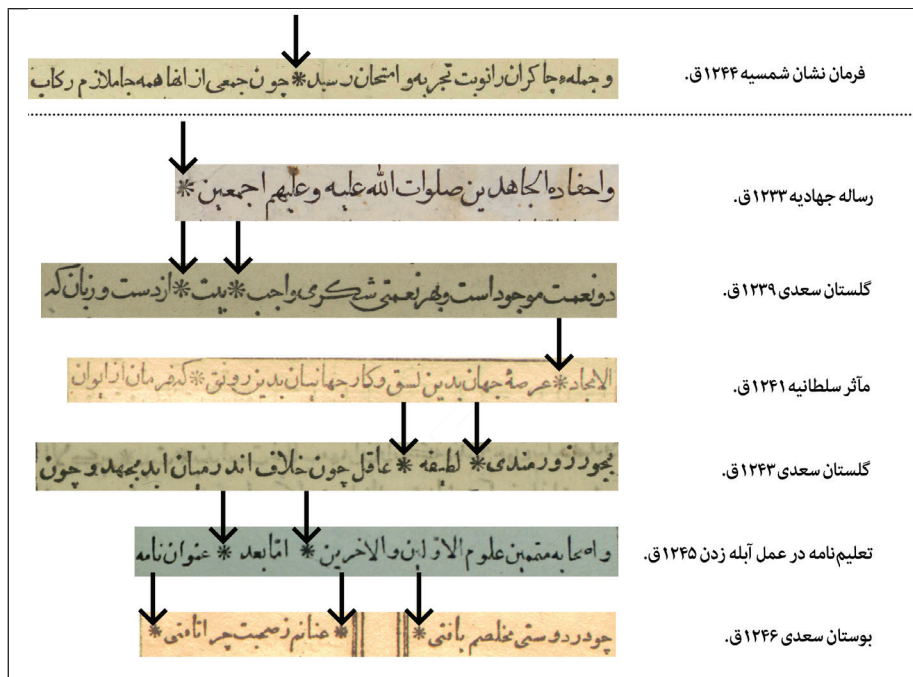 فرمان نشان شمسیه ۱۲۴۴ق.
و جمله چاکران را نوبت تجربه و امتحان رسید * چون جمعی از انها همه جا ملازم رکاب
رساله جهادیه ۱۲۳۳ق.
و احفاده المجاهدین صلوات الله علیه و علیهم اجمعین *
گلستان سعدی ۱۲۳۹ق.
دو نعمت موجود است و بهر نعمتی شکری واجب * بیت * از دست و زبان که
مآثر سلطانیه ۱۲۴۱ق.
الایجاد * عرصهٔ جهان بدین نسق و کار جهانیان بدین رونق * که فرمان از ایوان
گلستان سعدی ۱۲۴۳ق.
بجور زورمندی * لطیفه * عاقل چون خلاف اندر میان اید بجهد و چون
تعلیم‌نامه در عمل آبله زدن ۱۲۴۵ق.
و اصحابه متممین علوم الاولین والاخرین * اما بعد * عنوان نامه
بوستان سعدی ۱۲۴۶ق.
چو در دوستی مخلصم یافتی * عنانم ز صحبت چرا تافتی *